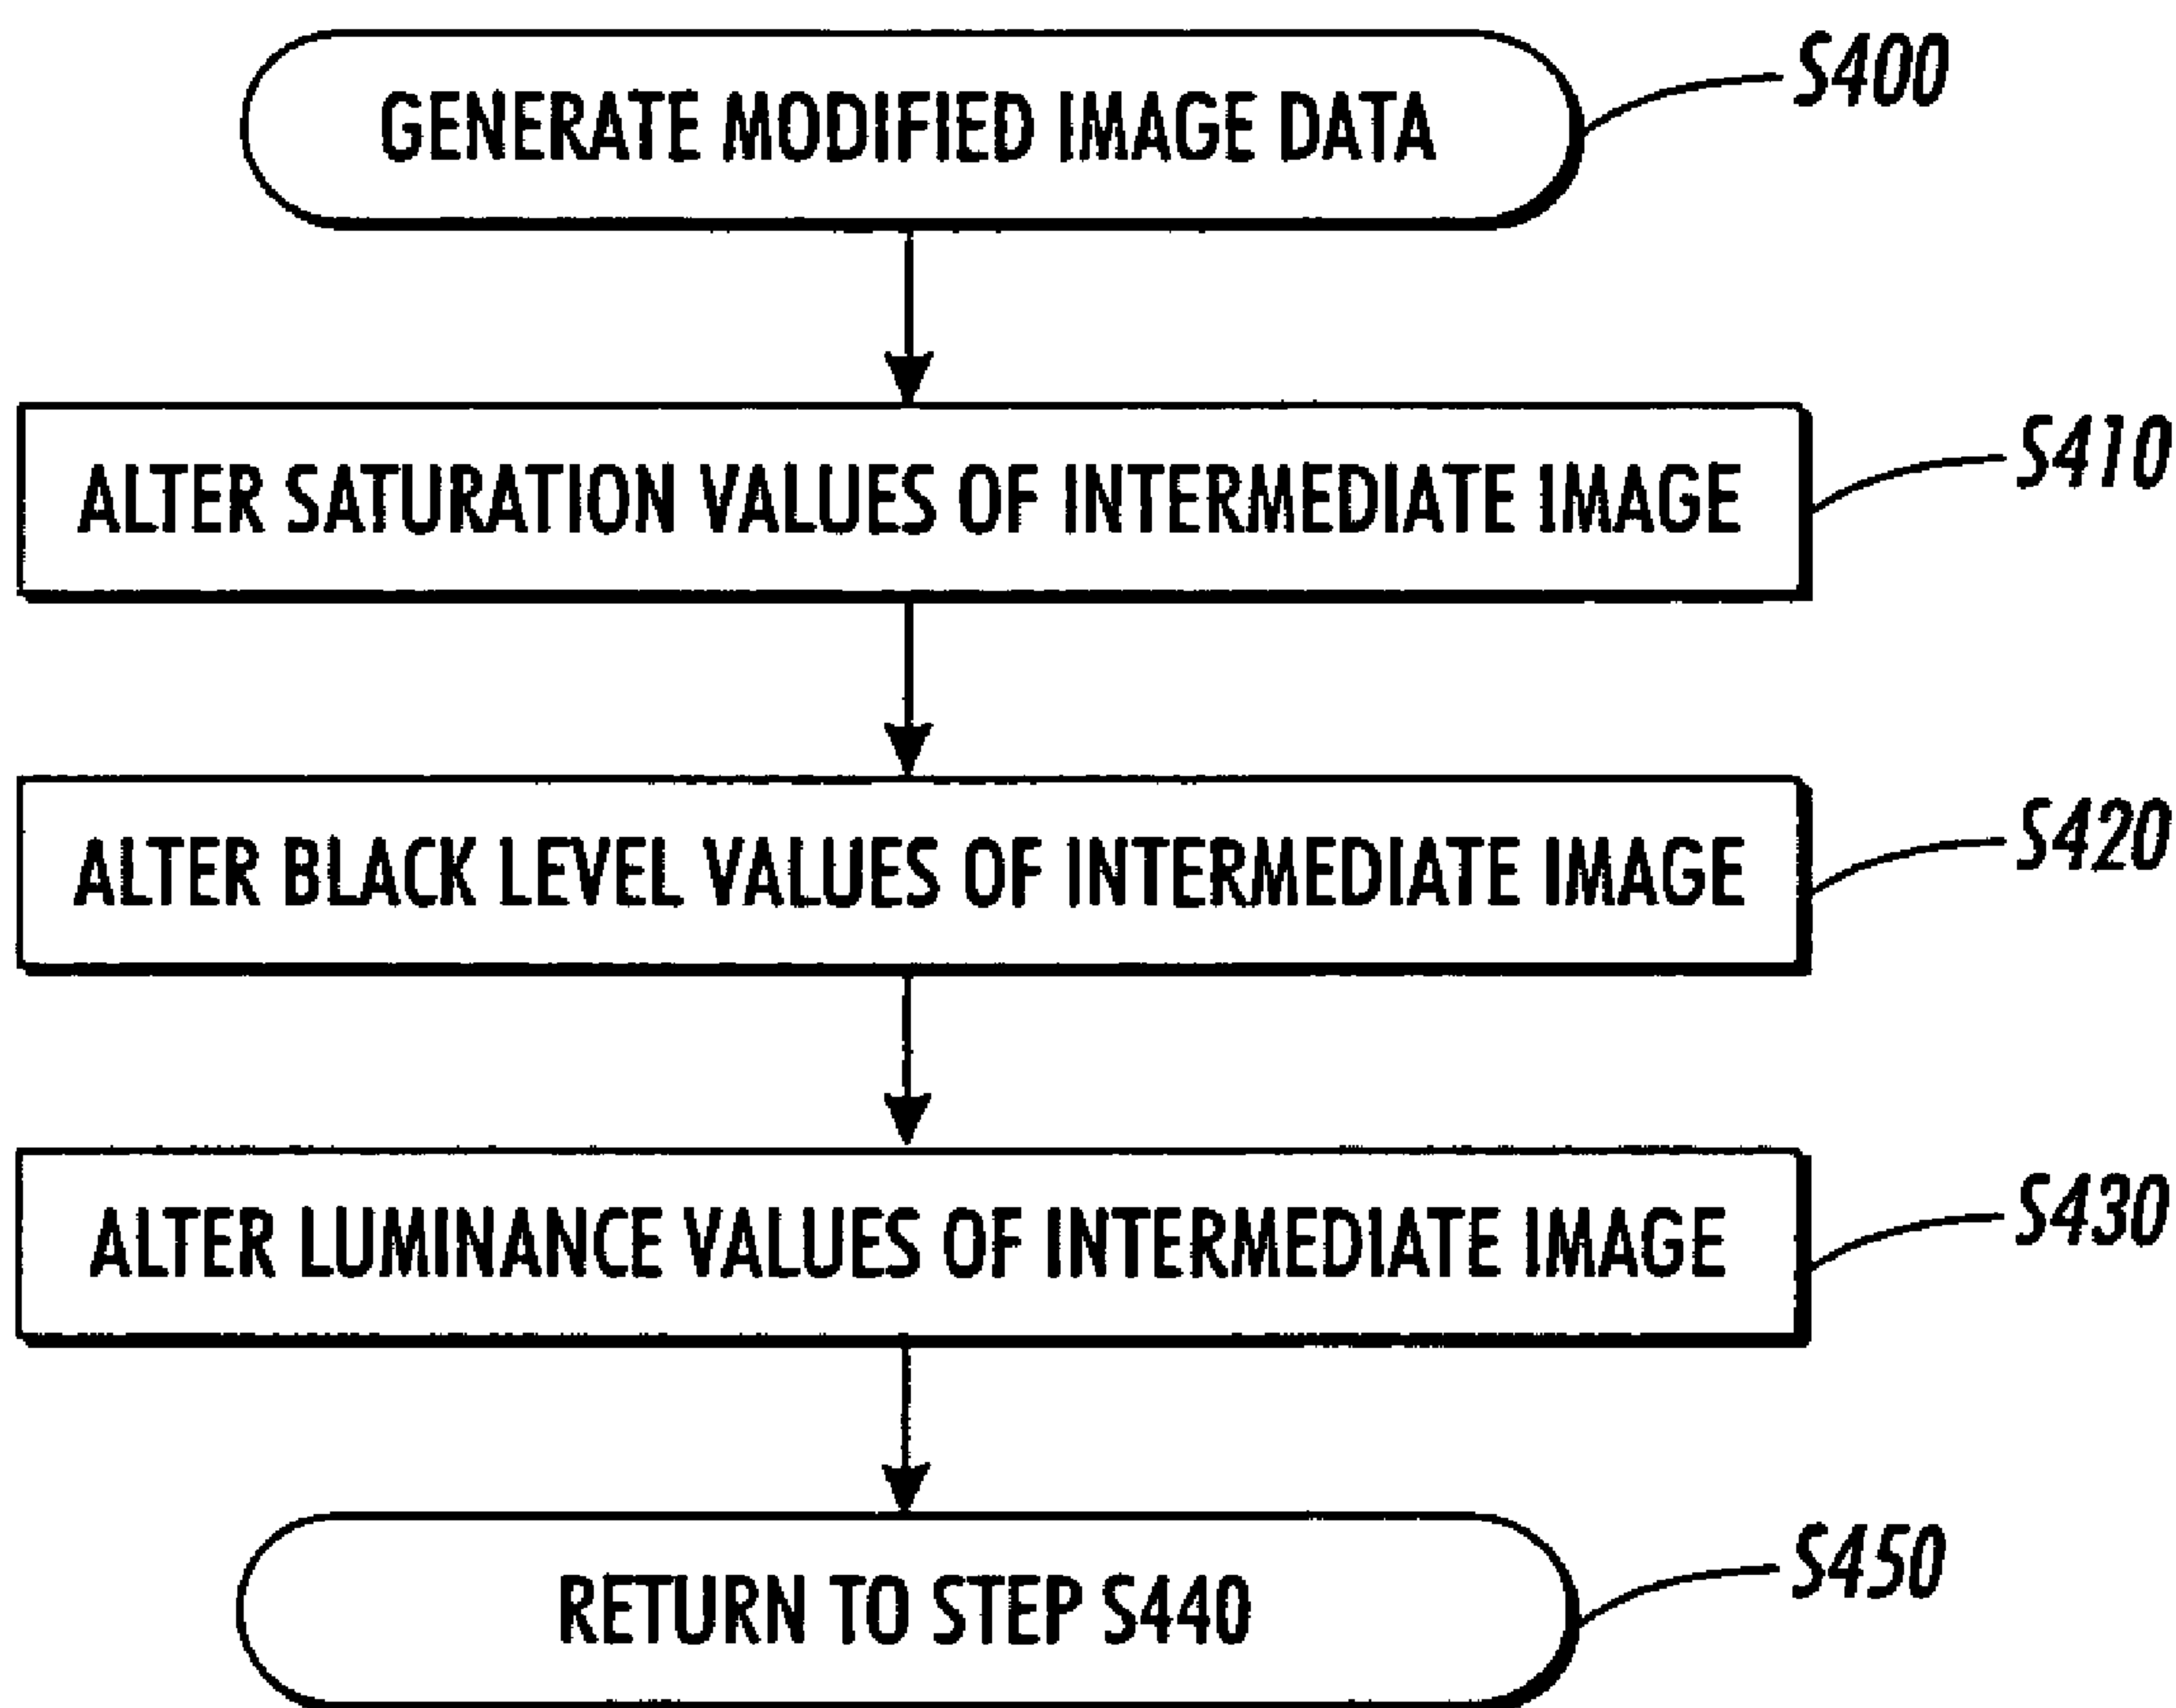 GENERATE MODIFIED IMAGE DATA
S400
ALTER SATURATION VALUES OF INTERMEDIATE IMAGE
S410
ALTER BLACK LEVEL VALUES OF INTERMEDIATE IMAGE
S420
ALTER LUMINANCE VALUES OF INTERMEDIATE IMAGE
S430
RETURN TO STEP S440
S450